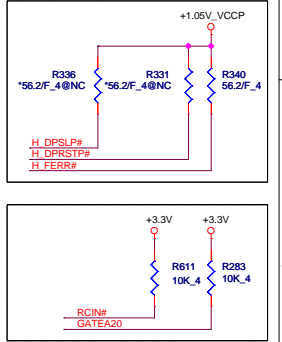 +1.05V_VCCP
R336 R331 R340
*56.2/F_4@NC *56.2/F_4@NC 56.2/F_4
H_DPSLP#
H_DPRSTP#
H_FERR#
+3.3V +3.3V
R611 R283
10K_4 10K_4
RCIN#
GATEA20